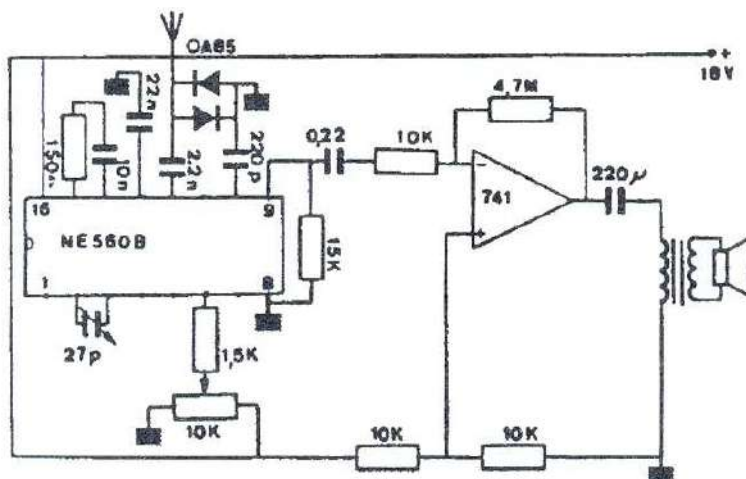 OA85
+
18V
22n
4,7M
150Ω
10n
2,2n
220p
0,22
10K
-
741
+
220μ
16
9
NE560B
15K
1
8
27p
1,5K
10K
10K
10K